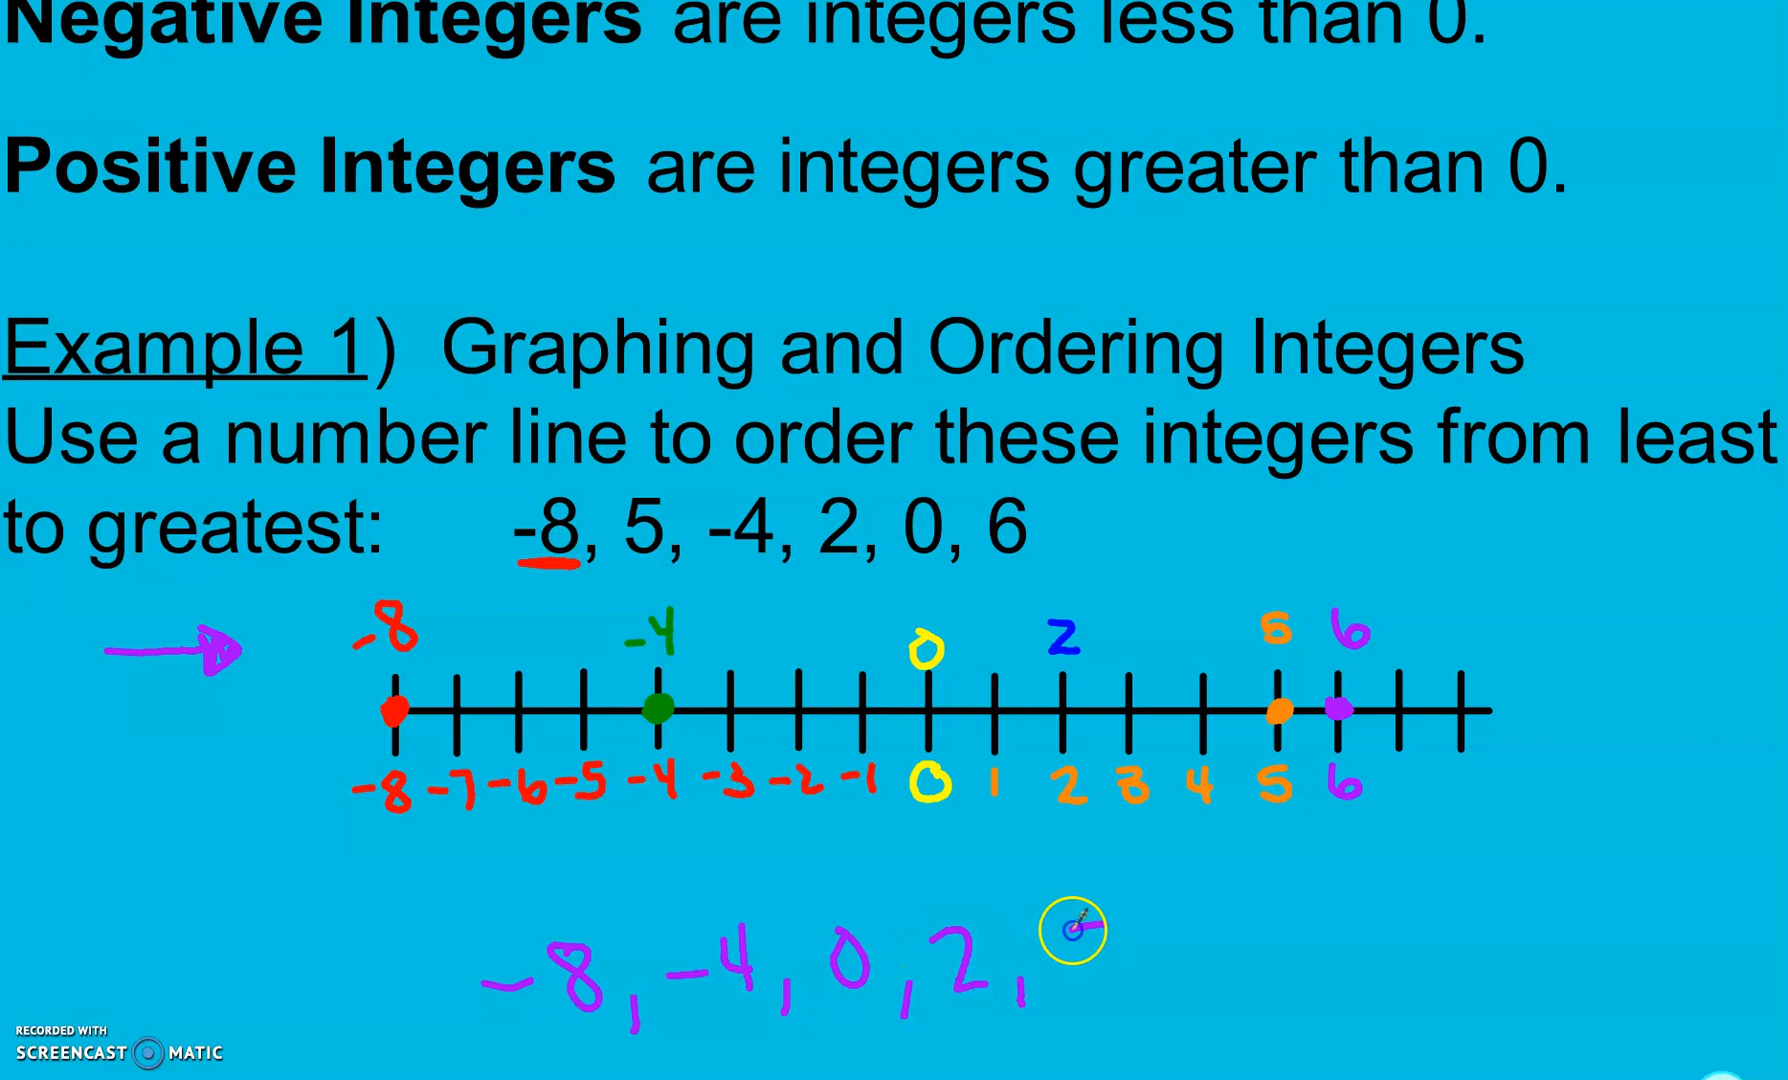 Negative Integers are integers less than 0.
Positive Integers are integers greater than 0.
Example 1) Graphing and Ordering Integers
Use a number line to order these integers from least
to greatest: -8, 5, -4, 2, 0, 6
-8 -4 0 2 5 6
-8 -7 -6 -5 -4 -3 -2 -1 0 1 2 3 4 5 6
-8, -4, 0, 2,
RECORDED WITH
SCREENCAST MATIC